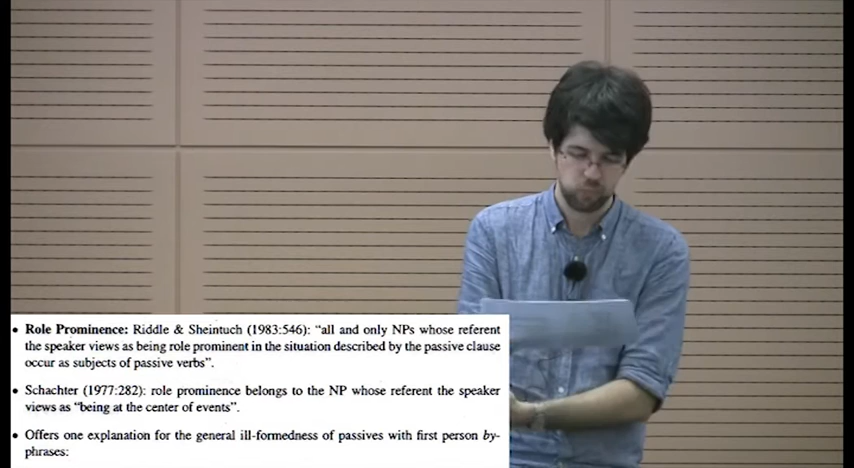 • Role Prominence: Riddle & Sheintuch (1983:546): “all and only NPs whose referent
the speaker views as being role prominent in the situation described by the passive clause
occur as subjects of passive verbs”.
• Schachter (1977:282): role prominence belongs to the NP whose referent the speaker
views as “being at the center of events”.
• Offers one explanation for the general ill-formedness of passives with first person by-
phrases: